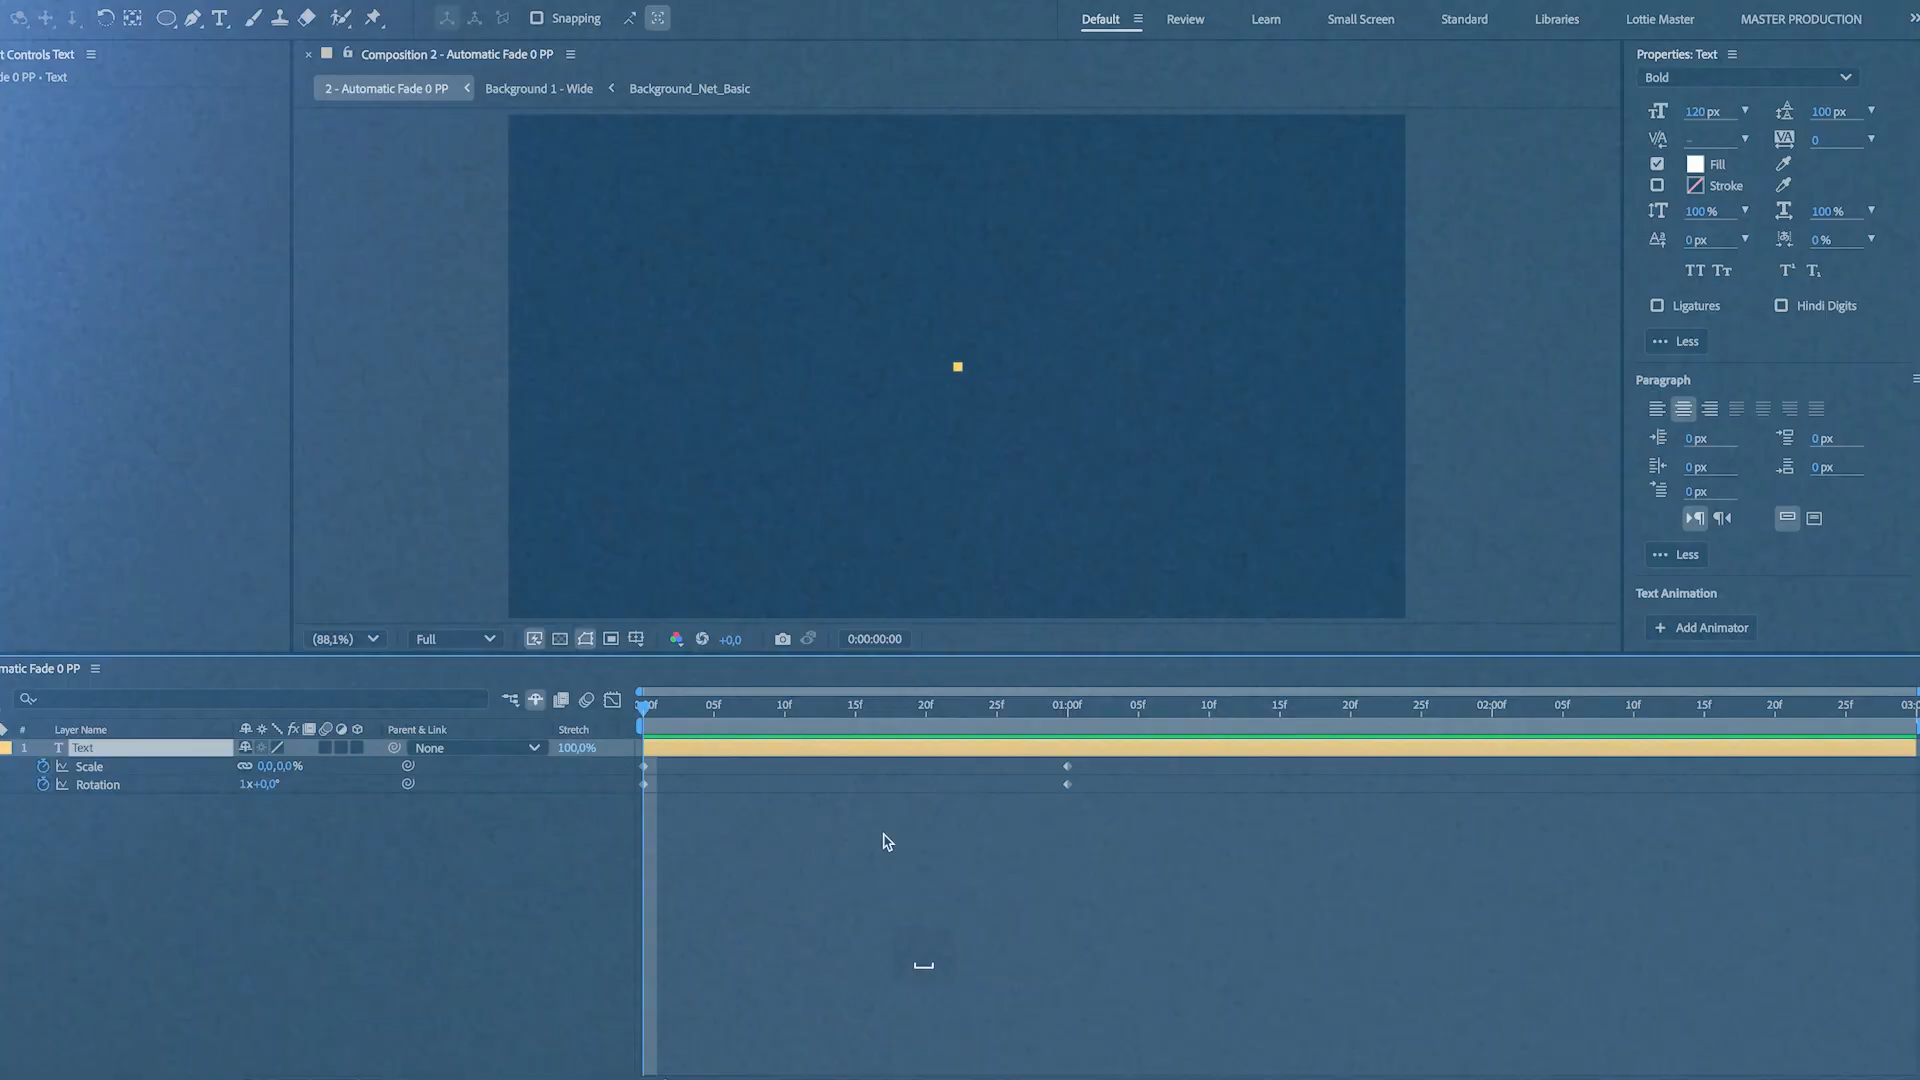 Snapping
Default
Review
Learn
Small Screen
Standard
Libraries
Lottie Master
MASTER PRODUCTION
t Controls Text
de 0 PP • Text
Composition 2 - Automatic Fade 0 PP
2 - Automatic Fade 0 PP
Background 1 - Wide
Background_Net_Basic
Properties: Text
Bold
120 px
100 px
0
Fill
Stroke
100 %
100 %
0 px
0 %
Ligatures
Hindi Digits
Less
Paragraph
0 px
0 px
0 px
0 px
0 px
Less
Text Animation
Add Animator
(88,1%)
Full
+0,0
0:00:00:00
matic Fade 0 PP
05f
10f
15f
20f
25f
01:00f
05f
10f
15f
20f
25f
02:00f
05f
10f
15f
20f
25f
03:0
# Layer Name
Parent & Link
Stretch
1 Text
None
100,0%
Scale
0,0,0,0%
Rotation
1x+0,0°